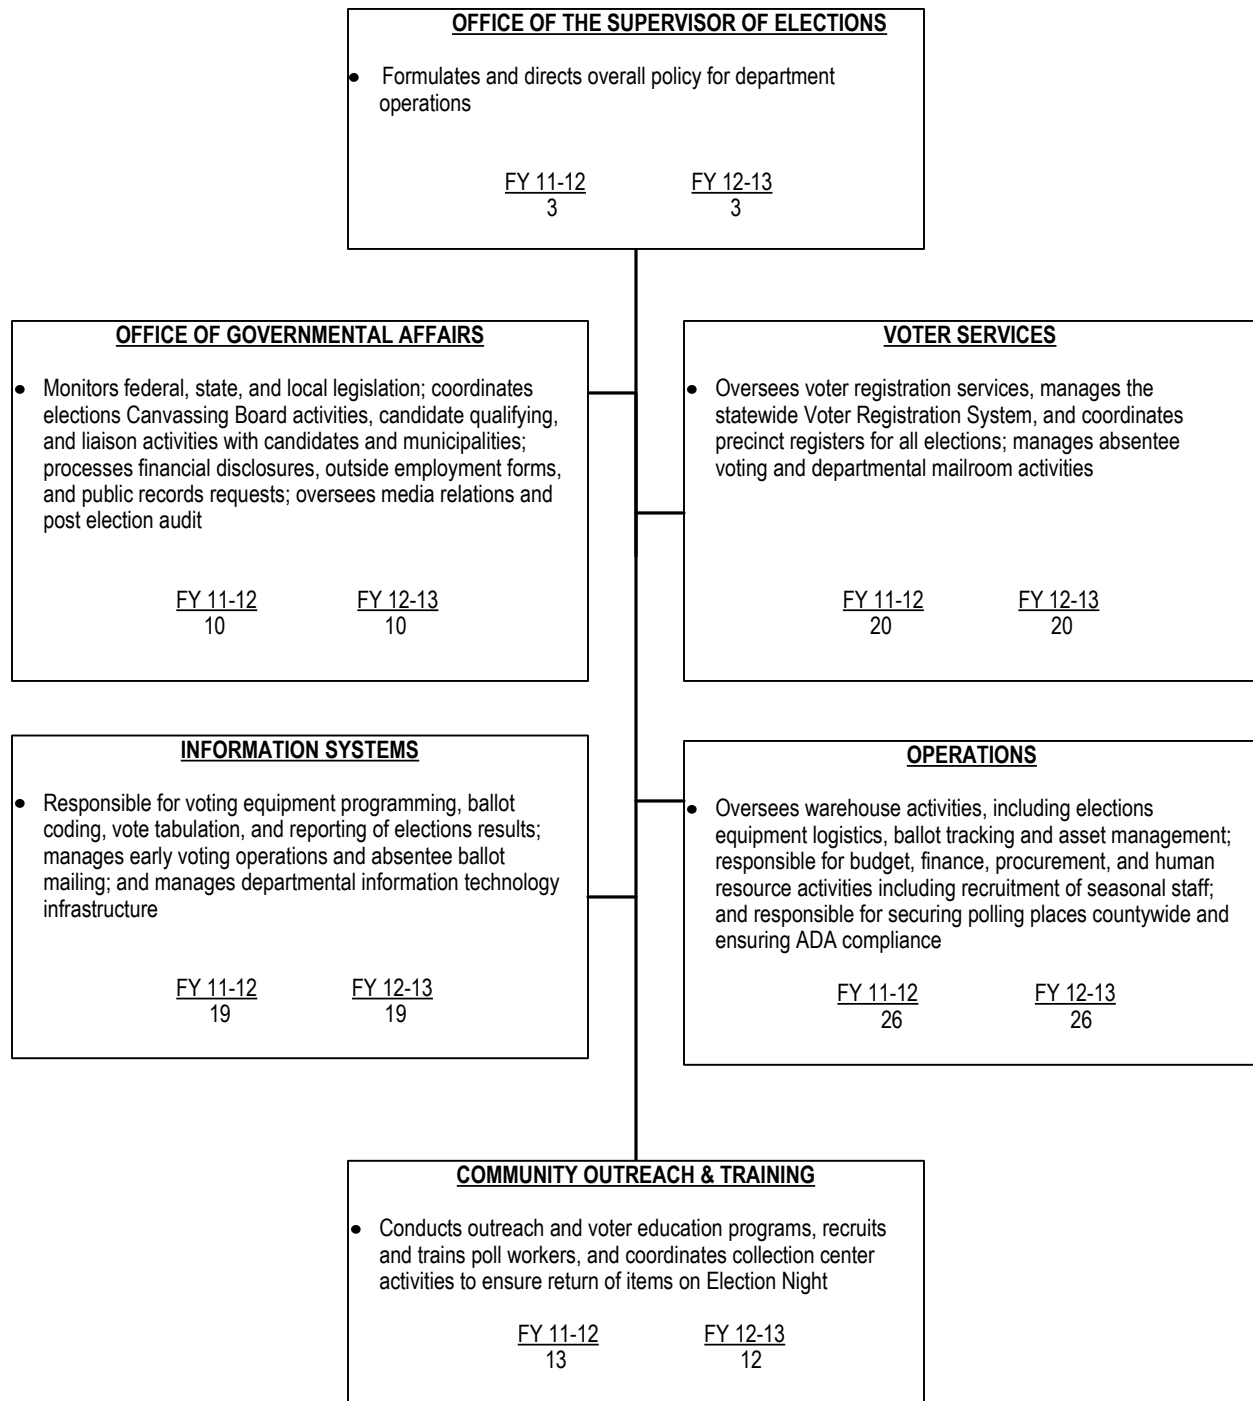 OFFICE OF THE SUPERVISOR OF ELECTIONS
• Formulates and directs overall policy for department
operations
FY 11-12 FY 12-13
3 3
OFFICE OF GOVERNMENTAL AFFAIRS
• Monitors federal, state, and local legislation; coordinates
elections Canvassing Board activities, candidate qualifying,
and liaison activities with candidates and municipalities;
processes financial disclosures, outside employment forms,
and public records requests; oversees media relations and
post election audit
FY 11-12 FY 12-13
10 10
VOTER SERVICES
• Oversees voter registration services, manages the
statewide Voter Registration System, and coordinates
precinct registers for all elections; manages absentee
voting and departmental mailroom activities
FY 11-12 FY 12-13
20 20
INFORMATION SYSTEMS
• Responsible for voting equipment programming, ballot
coding, vote tabulation, and reporting of elections results;
manages early voting operations and absentee ballot
mailing; and manages departmental information technology
infrastructure
FY 11-12 FY 12-13
19 19
OPERATIONS
• Oversees warehouse activities, including elections
equipment logistics, ballot tracking and asset management;
responsible for budget, finance, procurement, and human
resource activities including recruitment of seasonal staff;
and responsible for securing polling places countywide and
ensuring ADA compliance
FY 11-12 FY 12-13
26 26
COMMUNITY OUTREACH & TRAINING
• Conducts outreach and voter education programs, recruits
and trains poll workers, and coordinates collection center
activities to ensure return of items on Election Night
FY 11-12 FY 12-13
13 12